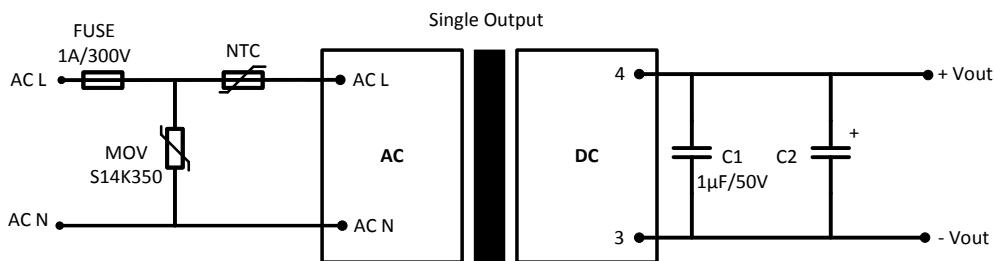 Single Output
FUSE
1A/300V
NTC
AC L
AC L
4
+ Vout
MOV
S14K350
AC
DC
C1
1µF/50V
C2
+
AC N
AC N
3
- Vout